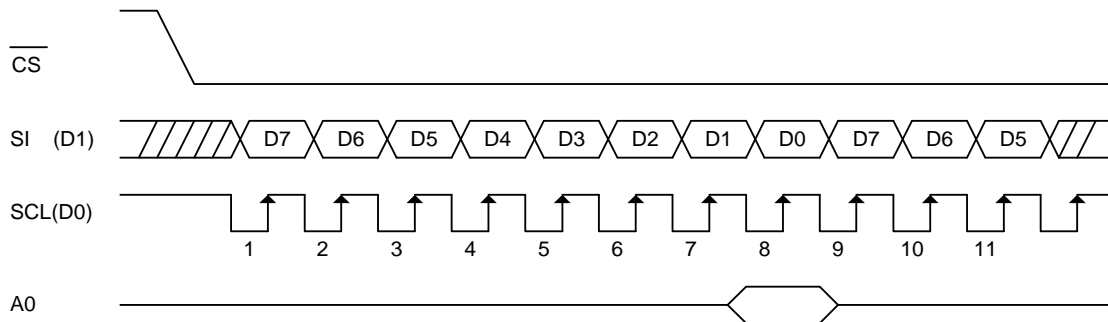 CS
SI (D1) D7 D6 D5 D4 D3 D2 D1 D0 D7 D6 D5
SCL(D0)
1 2 3 4 5 6 7 8 9 10 11
A0